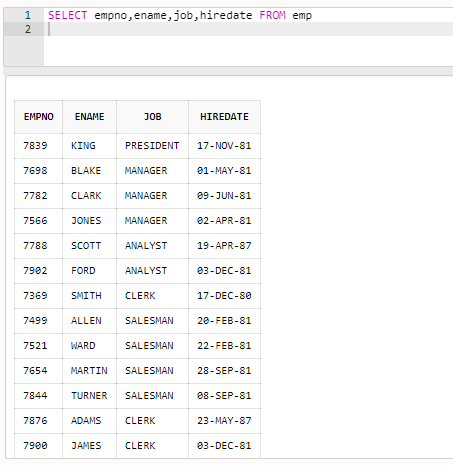 1 SELECT empno,ename,job,hiredate FROM emp
2
EMPNO ENAME JOB HIREDATE
7839 KING PRESIDENT 17-NOV-81
7698 BLAKE MANAGER 01-MAY-81
7782 CLARK MANAGER 09-JUN-81
7566 JONES MANAGER 02-APR-81
7788 SCOTT ANALYST 19-APR-87
7902 FORD ANALYST 03-DEC-81
7369 SMITH CLERK 17-DEC-80
7499 ALLEN SALESMAN 20-FEB-81
7521 WARD SALESMAN 22-FEB-81
7654 MARTIN SALESMAN 28-SEP-81
7844 TURNER SALESMAN 08-SEP-81
7876 ADAMS CLERK 23-MAY-87
7900 JAMES CLERK 03-DEC-81